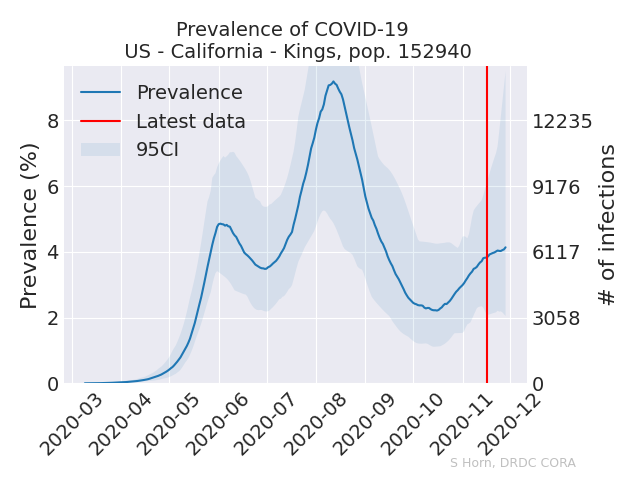 Prevalence of COVID-19
US - California - Kings, pop. 152940
Prevalence
Latest data
95CI
Prevalence (%)
8
6
4
2
0
12235
9176
6117
3058
0
# of infections
2020-03
2020-04
2020-05
2020-06
2020-07
2020-08
2020-09
2020-10
2020-11
2020-12
S Horn, DRDC CORA